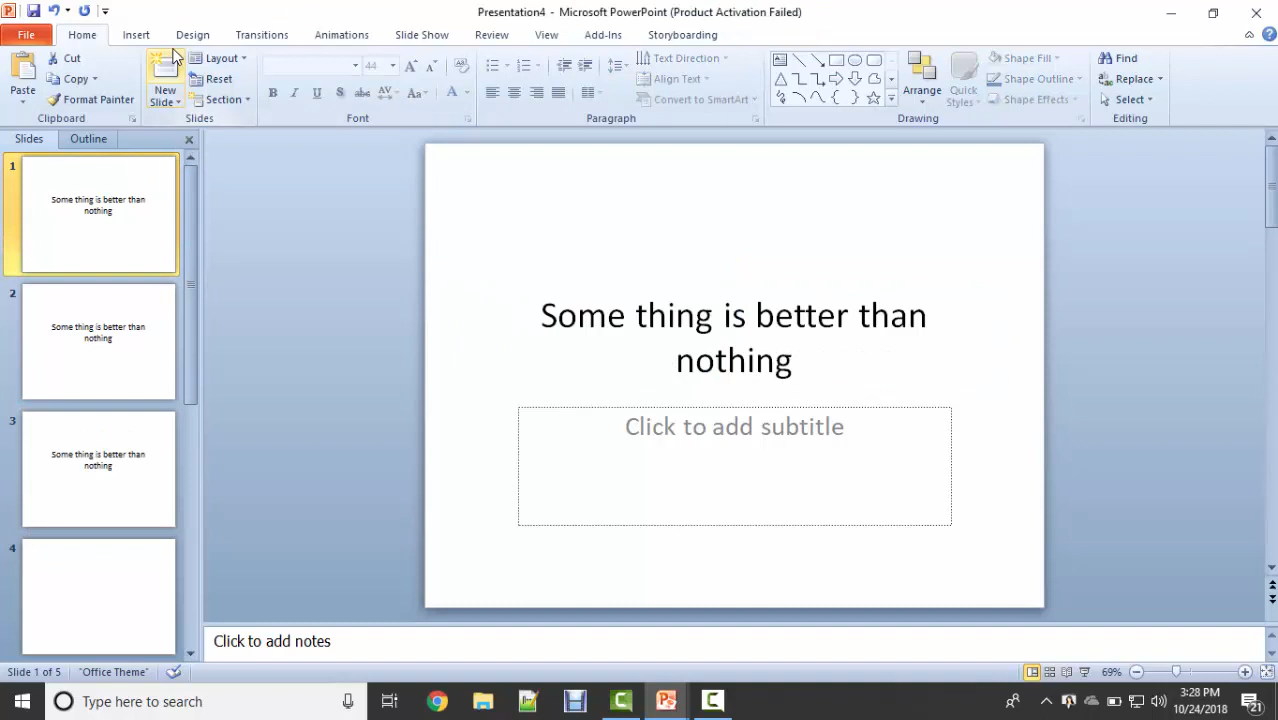 Presentation4 - Microsoft PowerPoint (Product Activation Failed)
File Home Insert Design Transitions Animations Slide Show Review View Add-Ins Storyboarding
Paste
Cut
Copy
Format Painter
Clipboard
New
Slide
Layout
Reset
Section
Slides
44
B I U S abc AV Aa A
Font
Text Direction
Align Text
Convert to SmartArt
Paragraph
Arrange
Quick
Styles
Shape Fill
Shape Outline
Shape Effects
Drawing
Find
Replace
Select
Editing
Slides Outline
1
Some thing is better than
nothing
2
Some thing is better than
nothing
3
Some thing is better than
nothing
4
Some thing is better than
nothing
Click to add subtitle
Click to add notes
Slide 1 of 5 "Office Theme" 69%
Type here to search
3:28 PM
10/24/2018
21